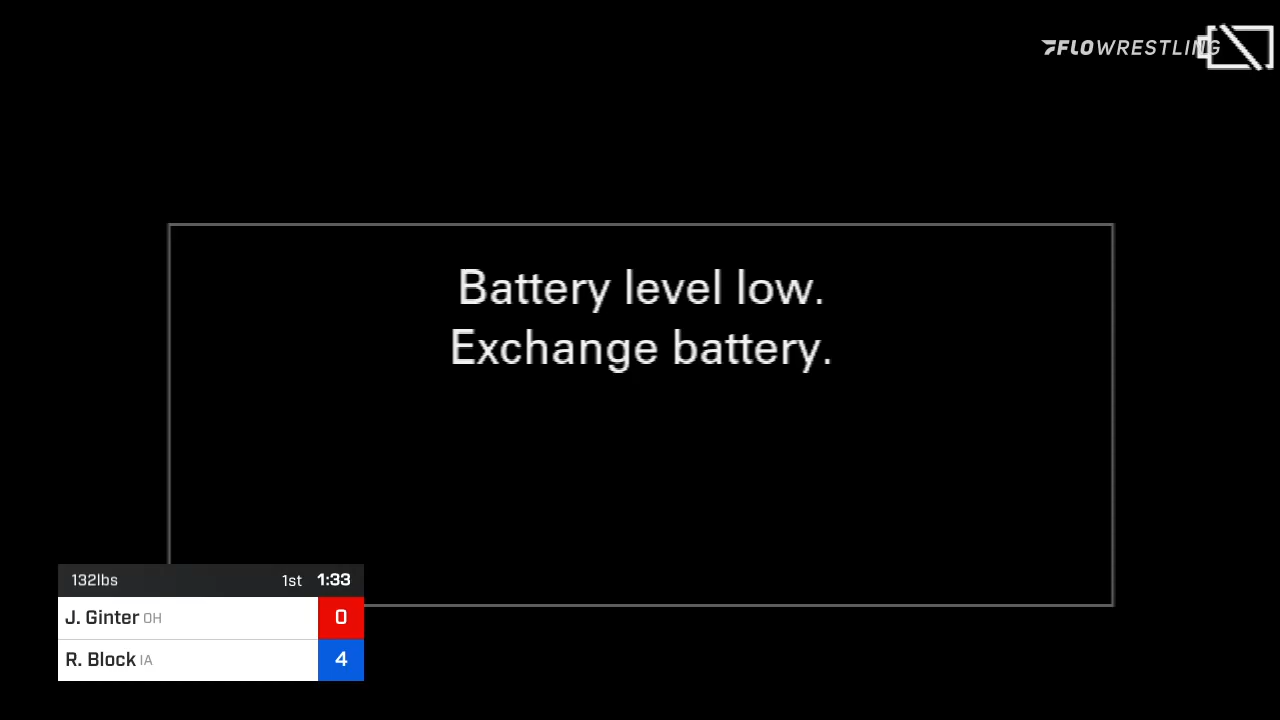 FLOWRESTLING
Battery level low.
Exchange battery.
132lbs 1st 1:33
J. Ginter OH 0
R. Block IA 4